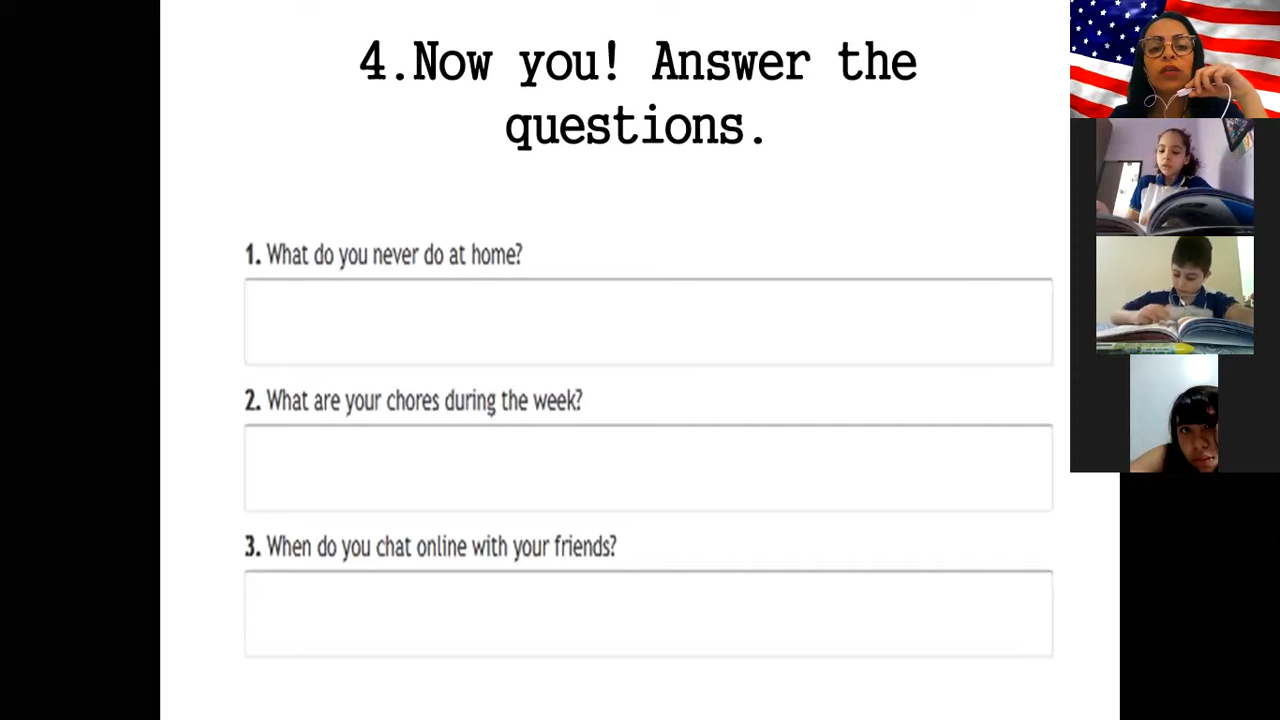 4.Now you! Answer the
questions.
1. What do you never do at home?
2. What are your chores during the week?
3. When do you chat online with your friends?